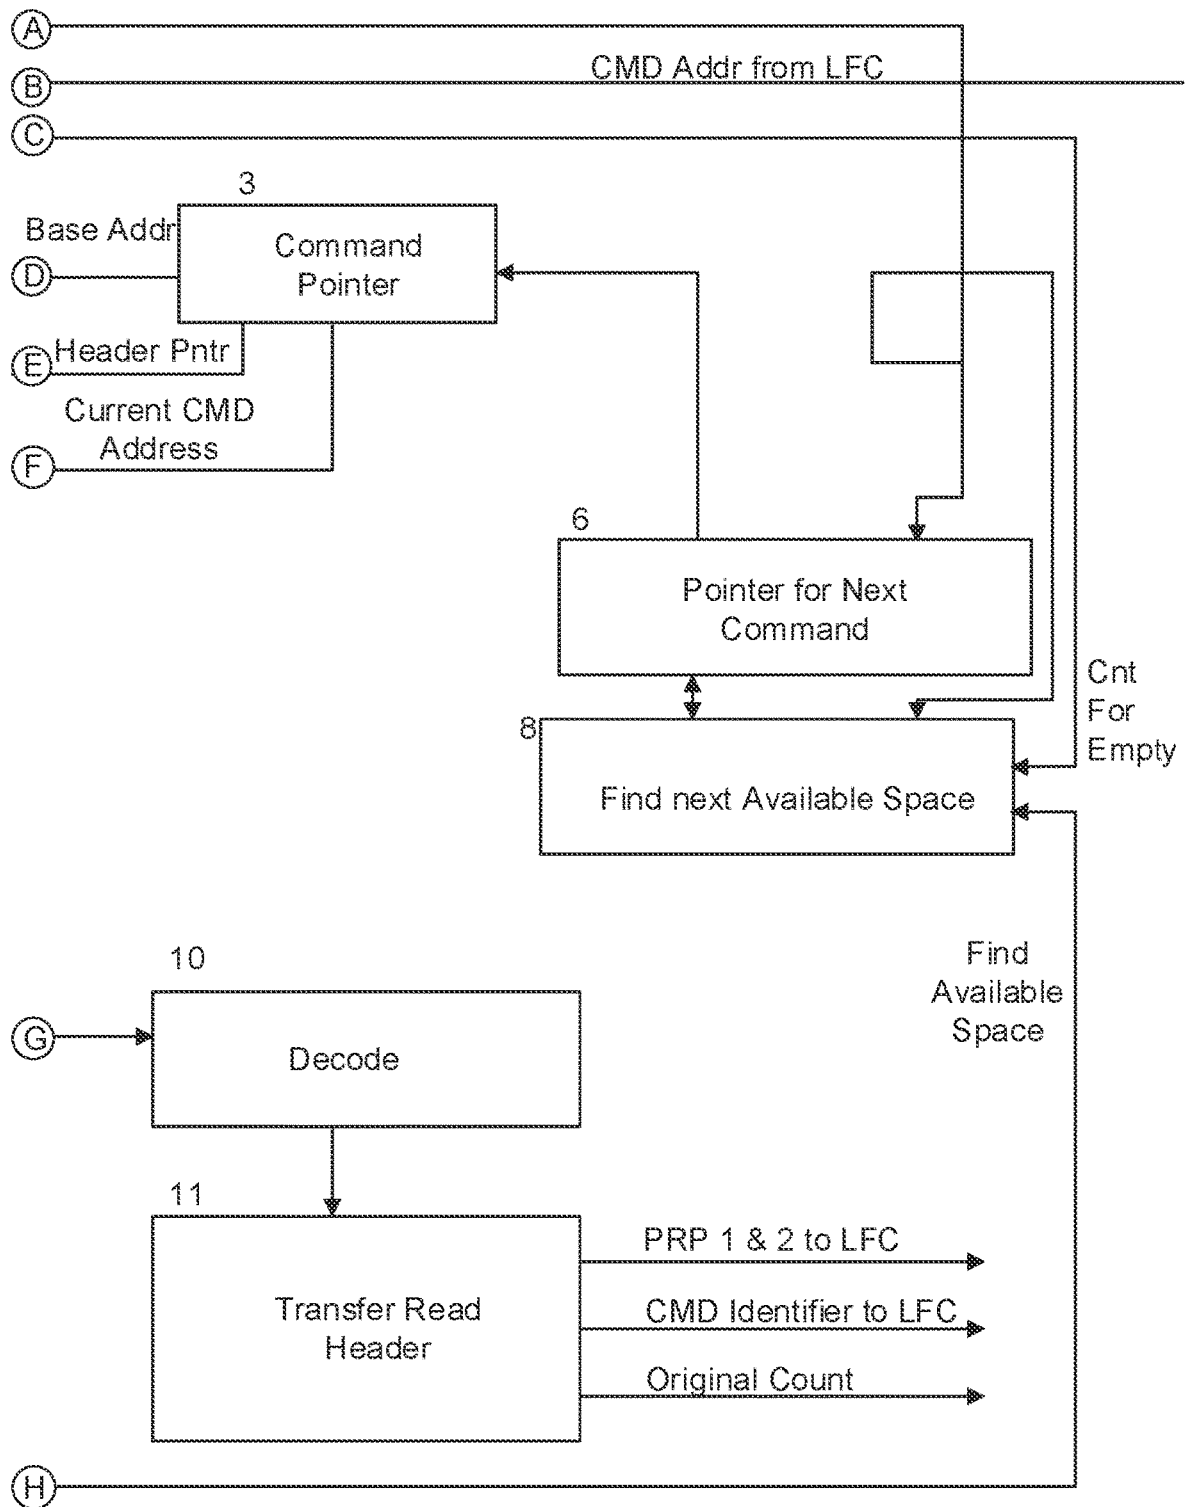 A
B
CMD Addr from LFC
C
3
Base Addr
Command
Pointer
D
E
Header Pntr
Current CMD
Address
F
6
Pointer for Next
Command
Cnt
For
Empty
8
Find next Available Space
10
Find
Available
Space
G
Decode
11
PRP 1 & 2 to LFC
Transfer Read
Header
CMD Identifier to LFC
Original Count
H